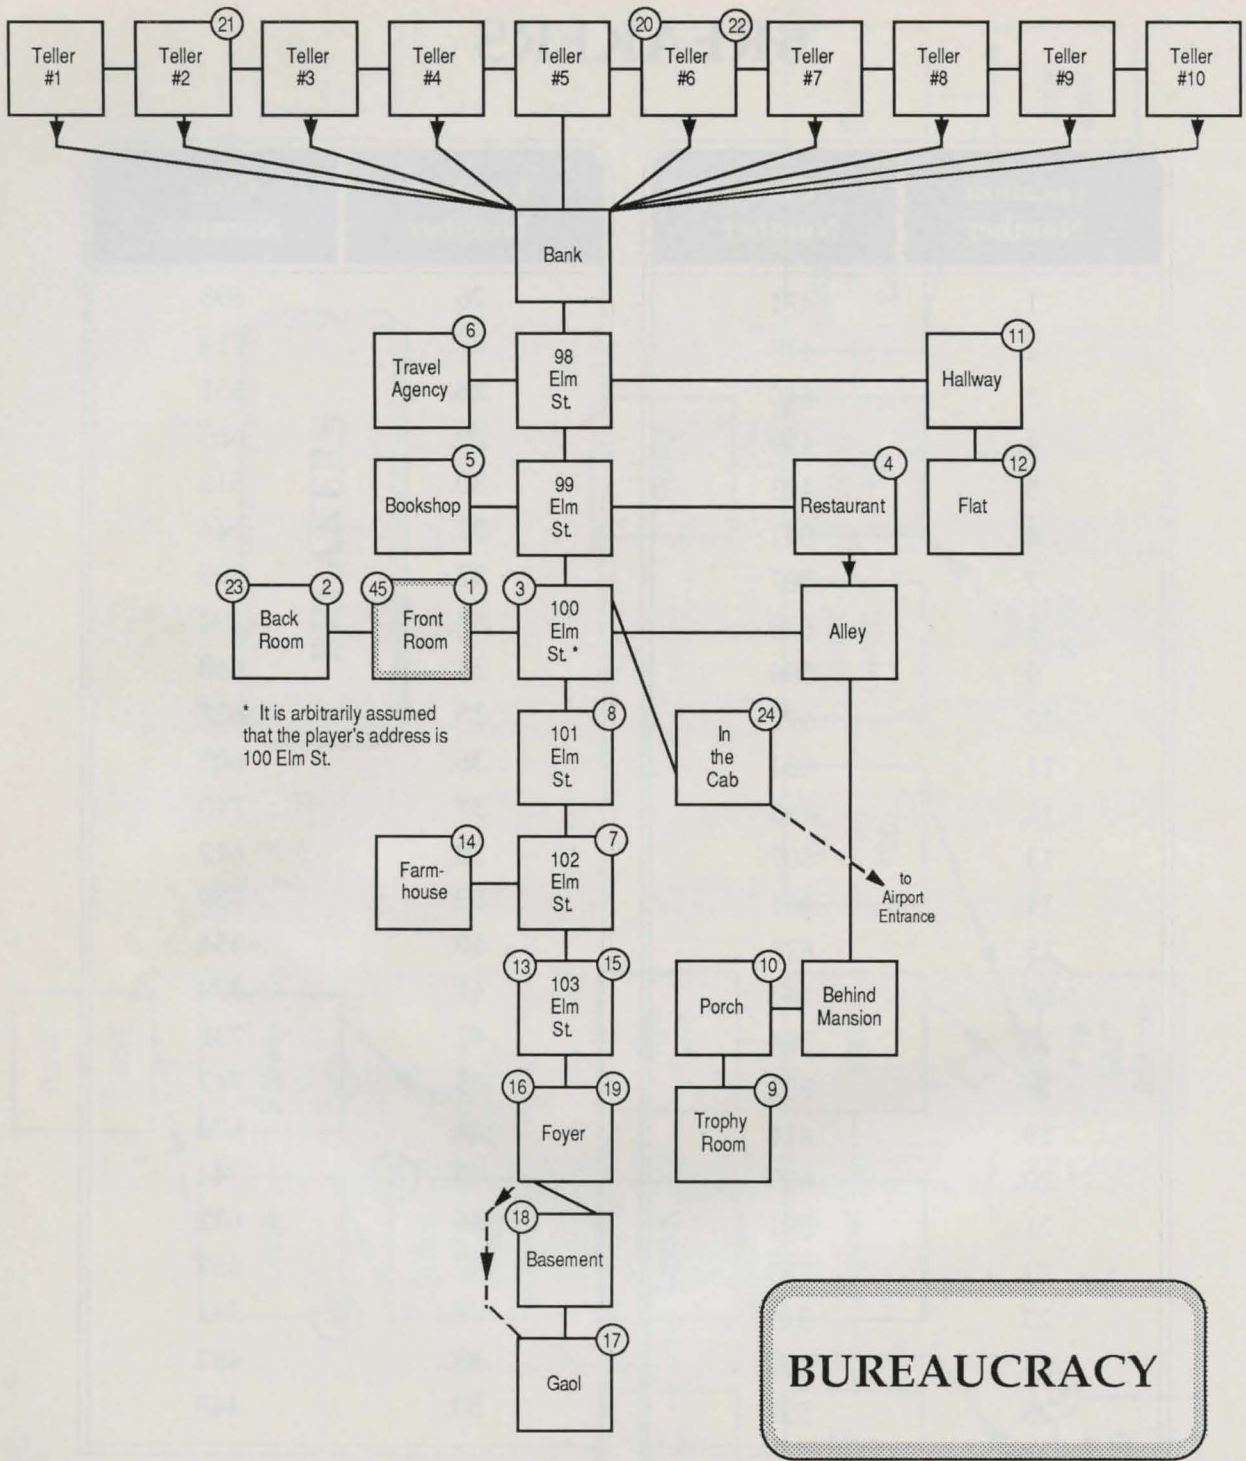 21
20
22
Teller
#1
Teller
#2
Teller
#3
Teller
#4
Teller
#5
Teller
#6
Teller
#7
Teller
#8
Teller
#9
Teller
#10
Bank
6
11
Travel
Agency
98
Elm
St.
Hallway
5
4
12
Bookshop
99
Elm
St.
Restaurant
Flat
23
2
45
1
3
Back
Room
Front
Room
100
Elm
St. *
Alley
* It is arbitrarily assumed
that the player's address is
100 Elm St.
8
24
101
Elm
St.
In
the
Cab
14
7
Farm-
house
102
Elm
St.
to
Airport
Entrance
13
15
10
103
Elm
St.
Porch
Behind
Mansion
16
19
9
Foyer
Trophy
Room
18
Basement
17
Gaol
BUREAUCRACY